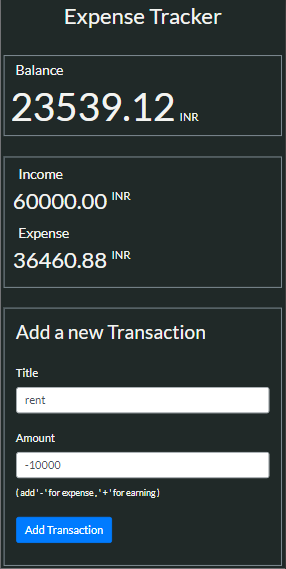 Expense Tracker
Balance
23539.12 INR
Income
60000.00 INR
Expense
36460.88 INR
Add a new Transaction
Title
rent
Amount
-10000
( add '-' for expense , '+' for earning )
Add Transaction